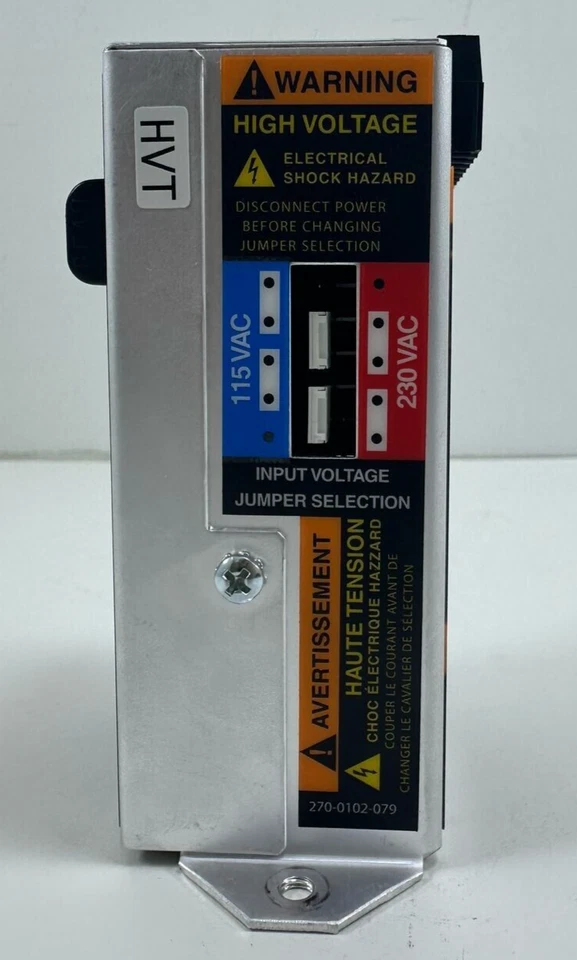 WARNING
HIGH VOLTAGE
ELECTRICAL
SHOCK HAZARD
DISCONNECT POWER
BEFORE CHANGING
JUMPER SELECTION
HVT
115 VAC
230 VAC
INPUT VOLTAGE
JUMPER SELECTION
AVERTISSEMENT
HAUTE TENSION
CHOC ÉLECTRIQUE HAZZARD
COUPER LE COURANT AVANT DE
CHANGER LE CAVALIER DE SÉLECTION
270-0102-079